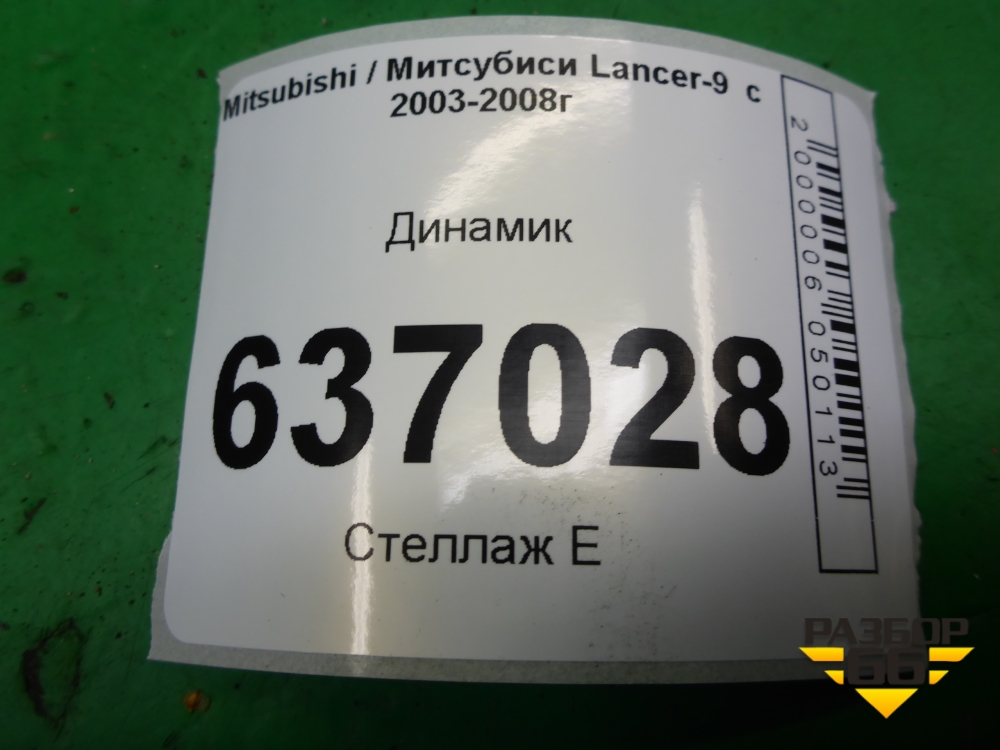 Mitsubishi / Митсубиси Lancer-9 с
2003-2008г
Динамик
637028
Стеллаж Е
2000006050113
РАЗБОР
66